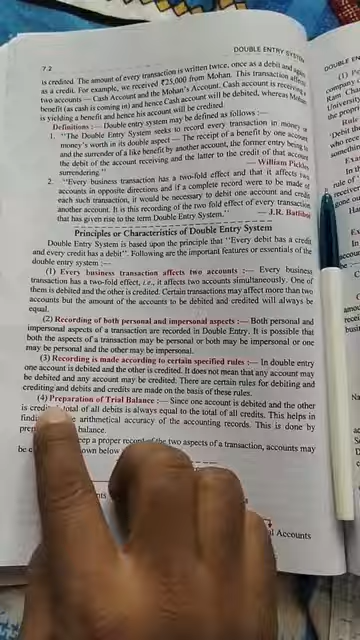 7.2
DOUBLE ENTRY SYSTEM
is credited. The amount of every transaction is written twice, once as a debit and again
as a credit. For example, we received ₹25,000 from Mohan. This transaction affects
two accounts — Cash Account and the Mohan's Account. Cash account is receiving a
benefit (as cash is coming in) and hence Cash account will be debited, whereas Mohan
is yielding a benefit and hence his account will be credited.
Definitions :— Double entry system may be defined as follows :—
1. "The Double Entry System seeks to record every transaction in money or
money's worth in its double aspect — The receipt of a benefit by one account
and the surrender of a like benefit by another account, the former entry being to
the debit of the account receiving and the latter to the credit of that account
surrendering."
— William Pickles
2. "Every business transaction has a two-fold effect and that it affects two
accounts in opposite directions and if a complete record were to be made of
each such transaction, it would be necessary to debit one account and credit
another account. It is this recording of the two fold effect of every transaction
that has given rise to the term Double Entry System."
— J.R. Batliboi
Principles or Characteristics of Double Entry System
Double Entry System is based upon the principle that "Every debit has a credit
and every credit has a debit". Following are the important features or essentials of the
double entry system :—
(1) Every business transaction affects two accounts :— Every business
transaction has a two-fold effect, i.e., it affects two accounts simultaneously. One of
them is debited and the other is credited. Certain transactions may affect more than two
accounts but the amount of the accounts to be debited and credited will always be
equal.
(2) Recording of both personal and impersonal aspects :— Both personal and
impersonal aspects of a transaction are recorded in Double Entry. It is possible that
both the aspects of a transaction may be personal or both may be impersonal or one
may be personal and the other may be impersonal.
(3) Recording is made according to certain specified rules :— In double entry
one account is debited and the other is credited. It does not mean that any account may
be debited and any account may be credited. There are certain rules for debiting and
crediting and debits and credits are made on the basis of these rules.
(4) Preparation of Trial Balance :— Since one account is debited and the other
is credited, total of all debits is always equal to the total of all credits. This helps in
arithmetical accuracy of the accounting records. This is done by
balance.
keep a proper record of the two aspects of a transaction, accounts may
shown below
Accounts
DOUBLE EN